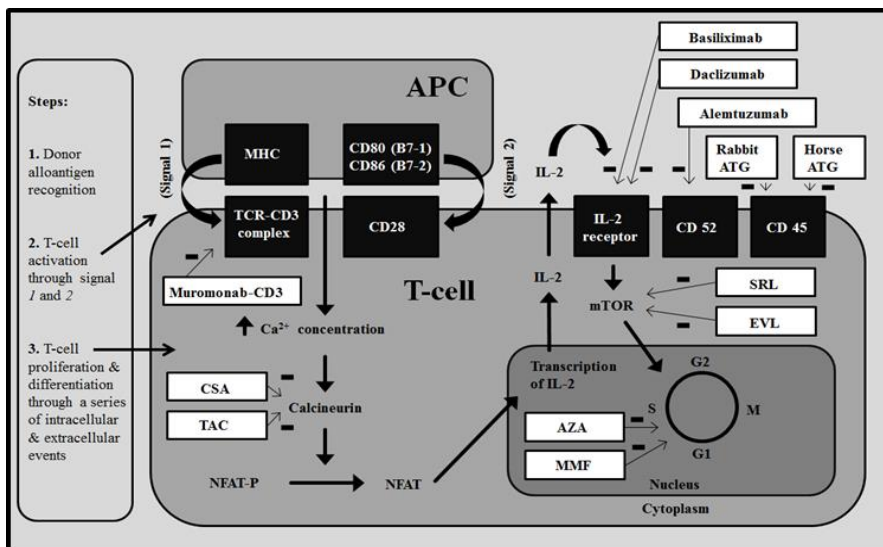 Steps:
1. Donor
alloantigen
recognition
2. T-cell
activation
through signal
1 and 2
3. T-cell
proliferation &
differentiation
through a series
of intracellular
& extracellular
events
APC
(Signal 1)
MHC
CD80 (B7-1)
CD86 (B7-2)
(Signal 2)
TCR-CD3
complex
CD28
T-cell
Muromonab-CD3
Ca2+ concentration
CSA
TAC
Calcineurin
NFAT-P
NFAT
IL-2
IL-2
Transcription
of IL-2
Basiliximab
Daclizumab
Alemtuzumab
Rabbit
ATG
Horse
ATG
IL-2
receptor
CD 52
CD 45
mTOR
SRL
EVL
AZA
MMF
G2
S
M
G1
Nucleus
Cytoplasm